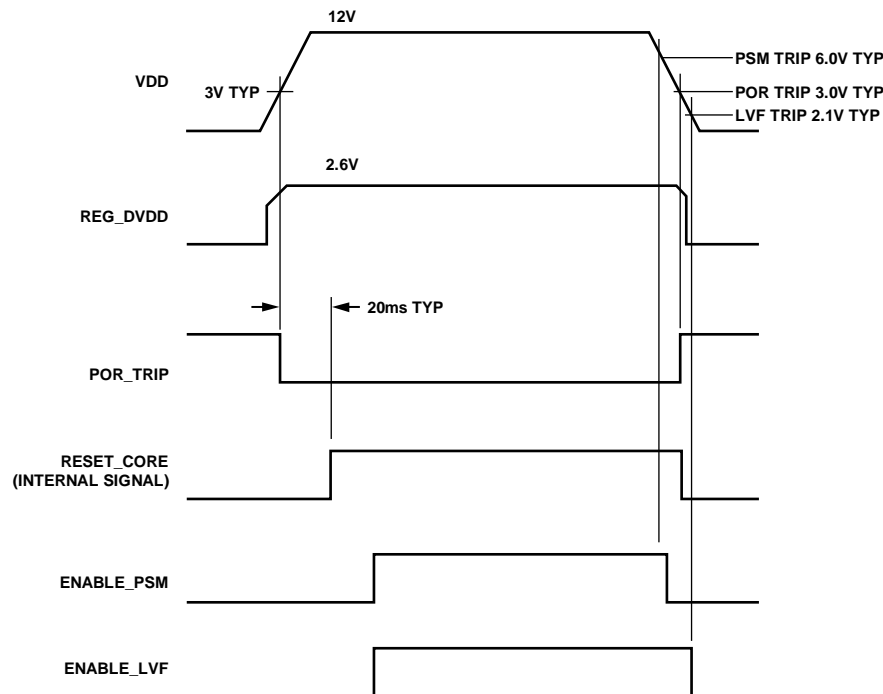 12V
VDD
3V TYP
PSM TRIP 6.0V TYP
POR TRIP 3.0V TYP
LVF TRIP 2.1V TYP
2.6V
REG_DVDD
20ms TYP
POR_TRIP
RESET_CORE
(INTERNAL SIGNAL)
ENABLE_PSM
ENABLE_LVF